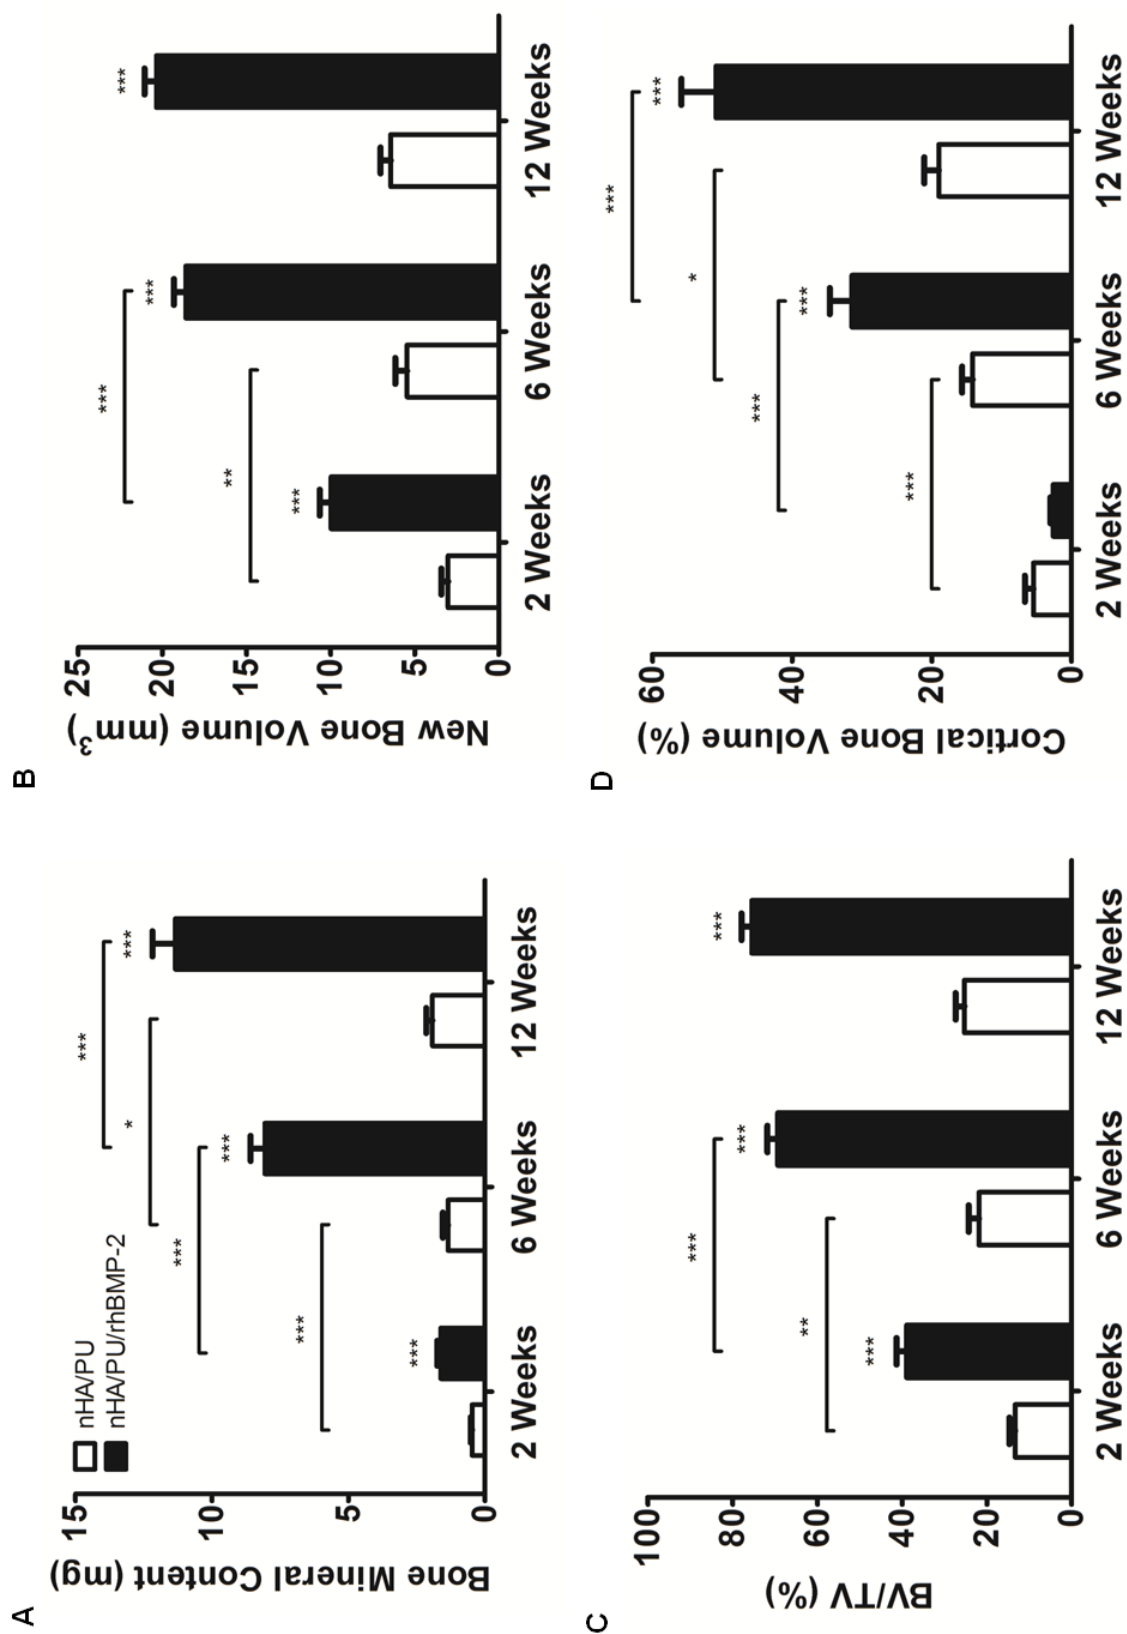 A
nHA/PU
nHA/PU/rhBMP-2
Bone Mineral Content (mg)
15
10
5
0
***
*
***
***
***
***
***
2 Weeks
6 Weeks
12 Weeks
B
New Bone Volume (mm³)
25
20
15
10
5
0
***
***
***
**
***
2 Weeks
6 Weeks
12 Weeks
C
BV/TV (%)
100
80
60
40
20
0
***
***
***
**
***
2 Weeks
6 Weeks
12 Weeks
D
Cortical Bone Volume (%)
60
40
20
0
***
***
*
***
***
***
2 Weeks
6 Weeks
12 Weeks